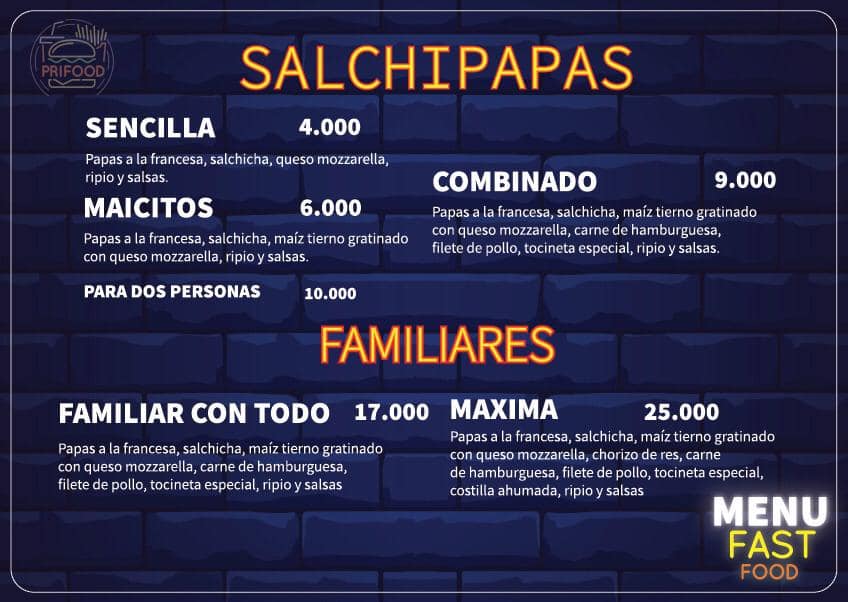 PRIFOOD
SALCHIPAPAS
SENCILLA 4.000
Papas a la francesa, salchicha, queso mozzarella,
ripio y salsas.
MAICITOS 6.000
Papas a la francesa, salchicha, maíz tierno gratinado
con queso mozzarella, ripio y salsas.
PARA DOS PERSONAS 10.000
COMBINADO 9.000
Papas a la francesa, salchicha, maíz tierno gratinado
con queso mozzarella, carne de hamburguesa,
filete de pollo, tocineta especial, ripio y salsas.
FAMILIARES
FAMILIAR CON TODO 17.000
Papas a la francesa, salchicha, maíz tierno gratinado
con queso mozzarella, carne de hamburguesa,
filete de pollo, tocineta especial, ripio y salsas
MAXIMA 25.000
Papas a la francesa, salchicha, maíz tierno gratinado
con queso mozzarella, chorizo de res, carne
de hamburguesa, filete de pollo, tocineta especial,
costilla ahumada, ripio y salsas
MENU
FAST
FOOD